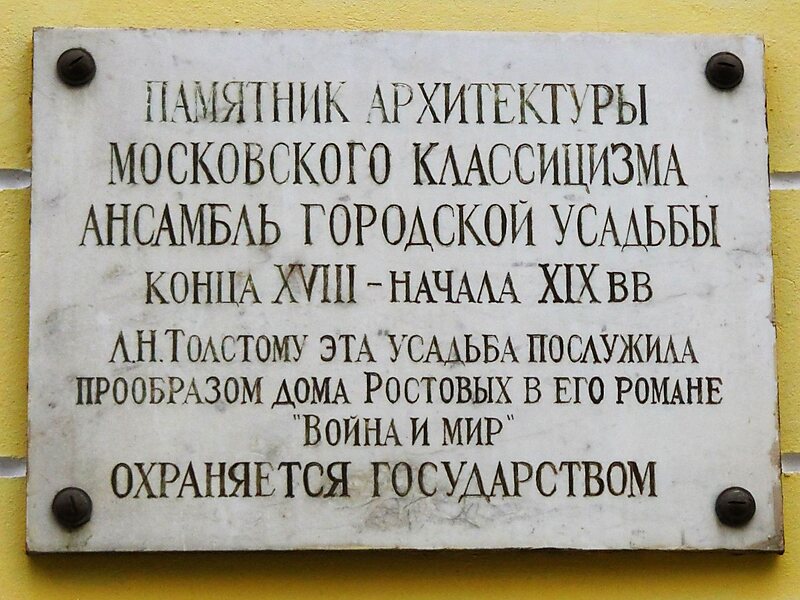 ПАМЯТНИК АРХИТЕКТУРЫ
МОСКОВСКОГО КЛАССИЦИЗМА
АНСАМБЛЬ ГОРОДСКОЙ УСАДЬБЫ
КОНЦА XVIII – НАЧАЛА XIX ВВ
Л.Н. ТОЛСТОМУ ЭТА УСАДЬБА ПОСЛУЖИЛА
ПРООБРАЗОМ ДОМА РОСТОВЫХ В ЕГО РОМАНЕ
"ВОЙНА И МИР"
ОХРАНЯЕТСЯ ГОСУДАРСТВОМ